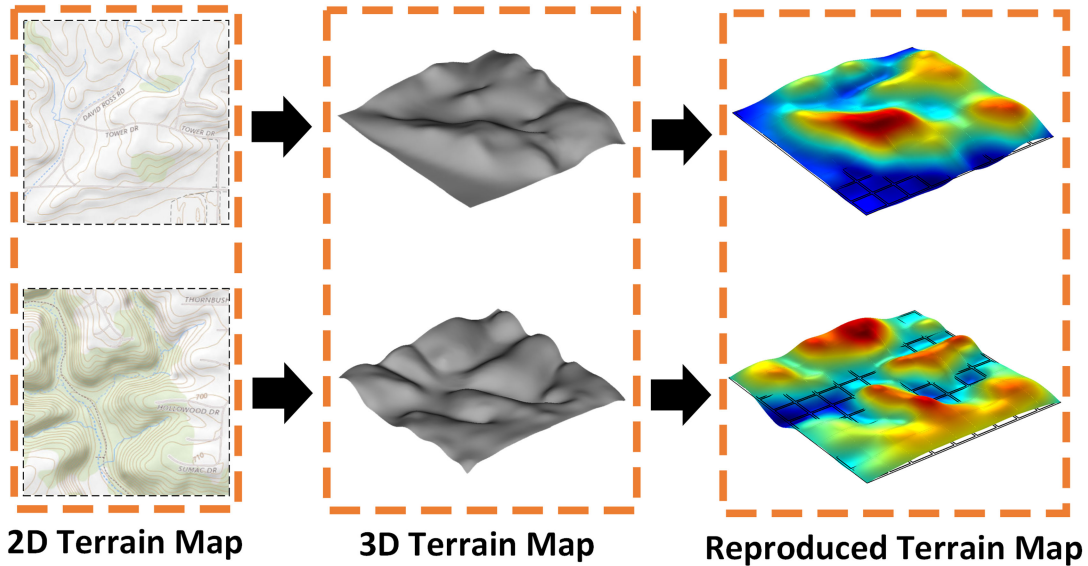 DAVID ROSS RD
TOWER DR
TOWER DR
THORNBUS
700
HOLLOWOOD DR
SUMAC DR
2D Terrain Map
3D Terrain Map
Reproduced Terrain Map